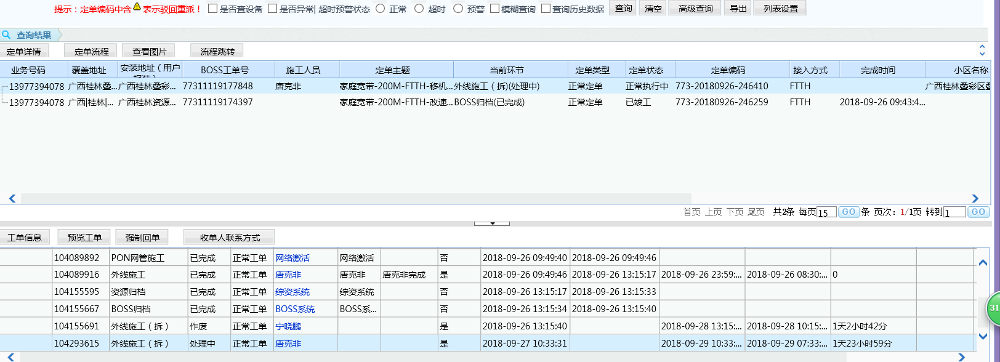 提示：定单编码中含 表示驳回重派！ 是否查设备 是否异常| 超时预警状态 正常 超时 预警 模糊查询 查询历史数据 查询 清空 高级查询 导出 列表设置
查询结果
定单详情 定单流程 查看图片 流程跳转
业务号码 覆盖地址 安装地址（用户报装） BOSS工单号 施工人员 定单主题 当前环节 定单类型 定单状态 定单编码 接入方式 完成时间 小区名称
13977394078 广西桂林叠... 广西桂林叠彩... 77311119177848 唐克非 家庭宽带-200M-FTTH-移机... 外线施工（拆)(处理中) 正常定单 正常执行中 773-20180926-246410 FTTH 广西桂林叠彩区叠
13977394078 广西|桂林|... 广西桂林资源... 77311119174397 家庭宽带-200M-FTTH-改速... BOSS归档(已完成) 正常定单 已竣工 773-20180926-246259 FTTH 2018-09-26 09:43:4...
首页 上页 下页 尾页 共2条 每页15 GO 条 页次：1/1页 转到1 GO
工单信息 预览工单 强制回单 收单人联系方式
104089892 PON网管施工 已完成 正常工单 网络激活 网络激活 否 2018-09-26 09:49:40 2018-09-26 09:49:46
104089916 外线施工 已完成 正常工单 唐克非 唐克非 唐克非完成 是 2018-09-26 09:49:46 2018-09-26 13:15:17 2018-09-26 23:59:... 2018-09-26 08:30:... 0
104155595 资源归档 已完成 正常工单 综资系统 综资系统 否 2018-09-26 13:15:17 2018-09-26 13:15:33
104155667 BOSS归档 已完成 正常工单 BOSS系统 BOSS系... 否 2018-09-26 13:15:34 2018-09-26 13:15:40
104155691 外线施工（拆） 作废 正常工单 宁晓鹏 是 2018-09-26 13:15:40 2018-09-28 13:15:... 2018-09-28 10:15:... 1天2小时42分
104293615 外线施工（拆） 处理中 正常工单 唐克非 是 2018-09-27 10:33:31 2018-09-29 10:33:... 2018-09-29 07:33:... 1天23小时59分
31